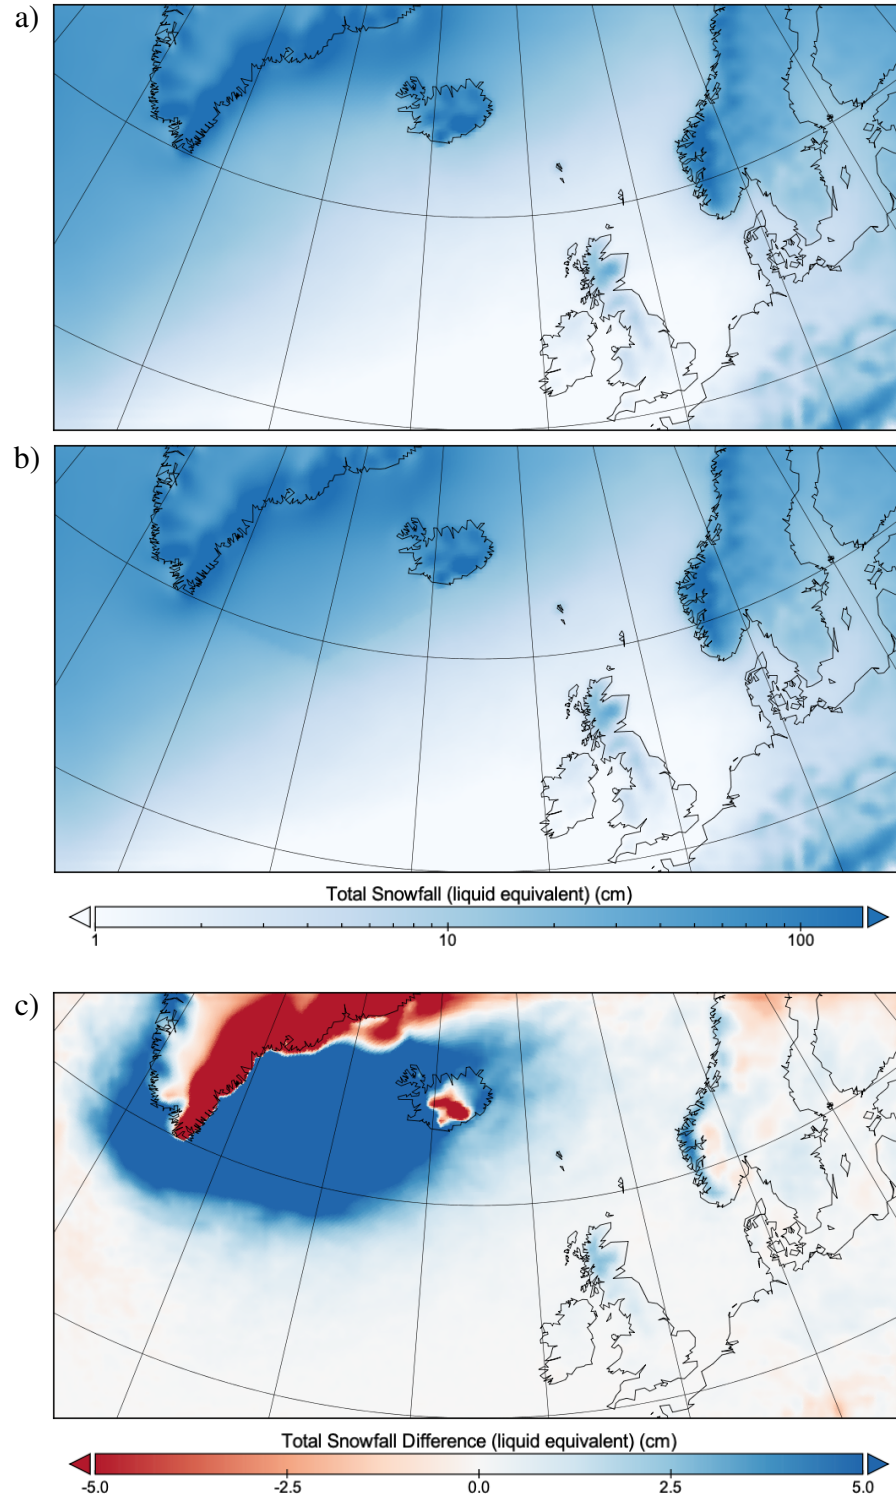 a)
b)
Total Snowfall (liquid equivalent) (cm)
1 10 100
c)
Total Snowfall Difference (liquid equivalent) (cm)
-5.0 -2.5 0.0 2.5 5.0